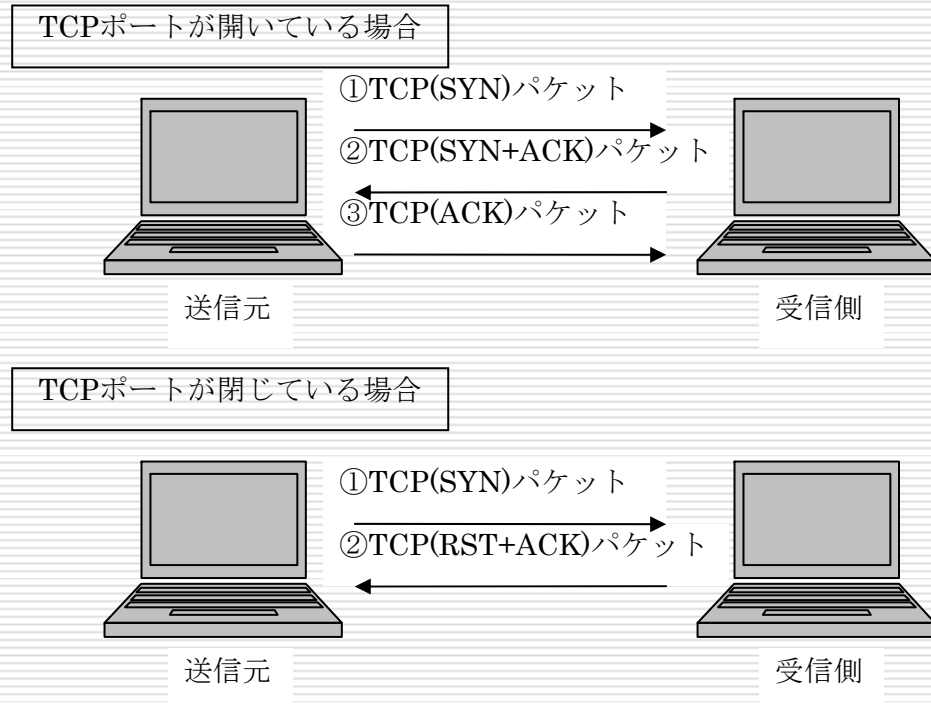 TCPポートが開いている場合
①TCP(SYN)パケット
②TCP(SYN+ACK)パケット
③TCP(ACK)パケット
送信元
受信側
TCPポートが閉じている場合
①TCP(SYN)パケット
②TCP(RST+ACK)パケット
送信元
受信側